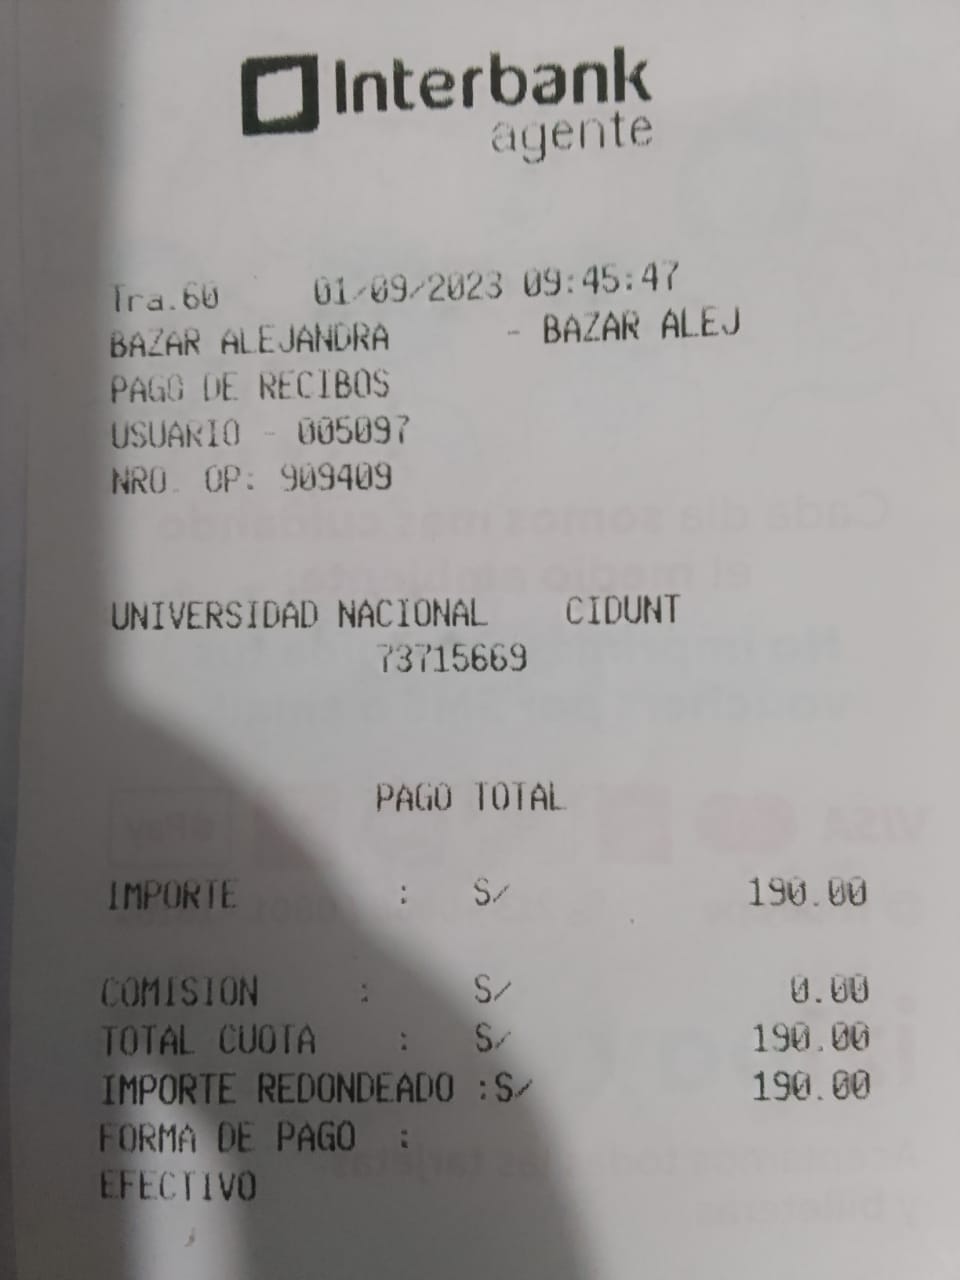 Interbank
agente
Tra.60 01/09/2023 09:45:47
BAZAR ALEJANDRA - BAZAR ALEJ
PAGO DE RECIBOS
USUARIO - 005097
NRO. OP: 909409
UNIVERSIDAD NACIONAL CIDUNT
73715669
PAGO TOTAL
IMPORTE : S/ 190.00
COMISION : S/ 0.00
TOTAL CUOTA : S/ 190.00
IMPORTE REDONDEADO :S/ 190.00
FORMA DE PAGO :
EFECTIVO